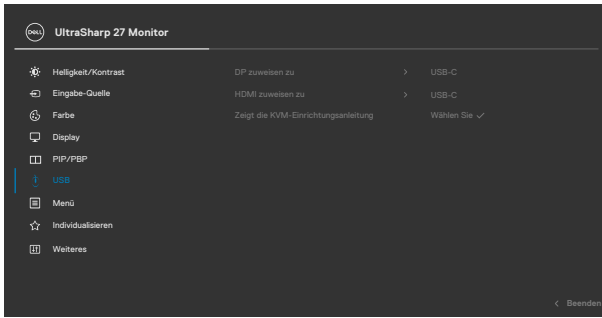 DELL UltraSharp 27 Monitor
Helligkeit/Kontrast DP zuweisen zu > USB-C
Eingabe-Quelle HDMI zuweisen zu > USB-C
Farbe Zeigt die KVM-Einrichtungsanleitung Wählen Sie ✓
Display
PIP/PBP
USB
Menü
Individualisieren
Weiteres
< Beenden